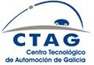 CTAG
Centro Tecnológico
de Automoción de Galicia